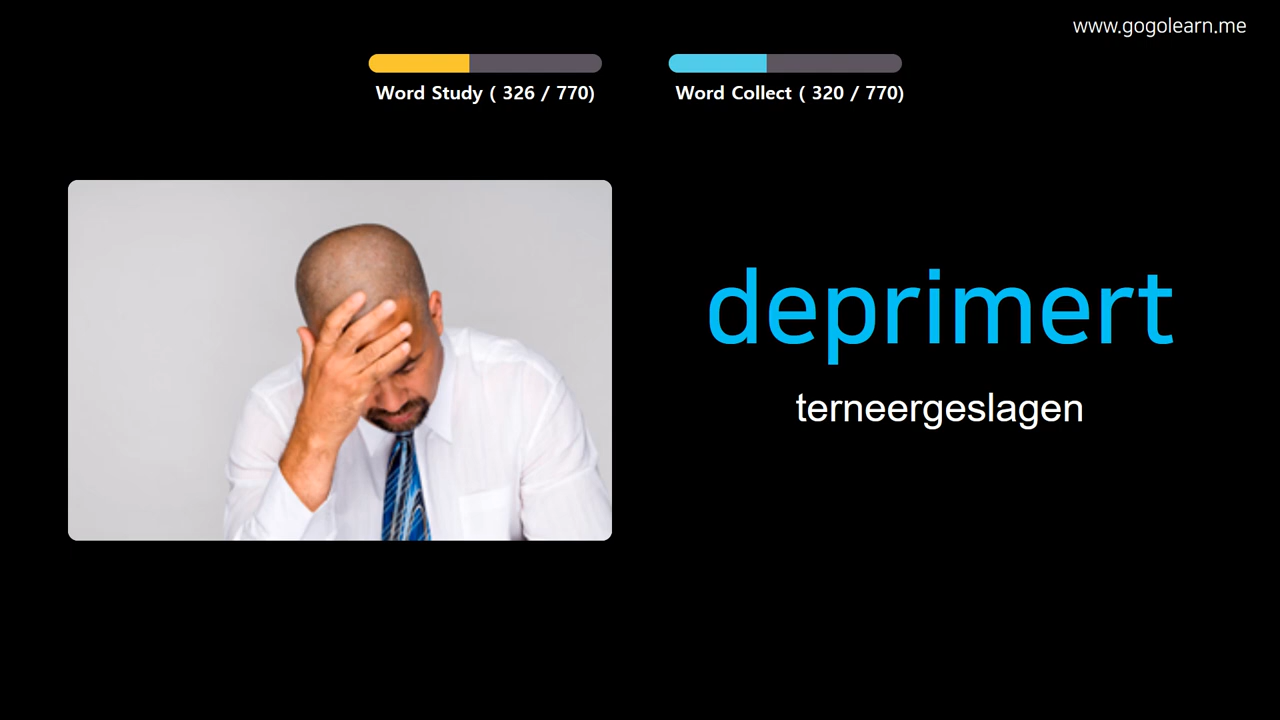 www.gogolearn.me
Word Study ( 326 / 770)
Word Collect ( 320 / 770)
deprimert
terneergeslagen